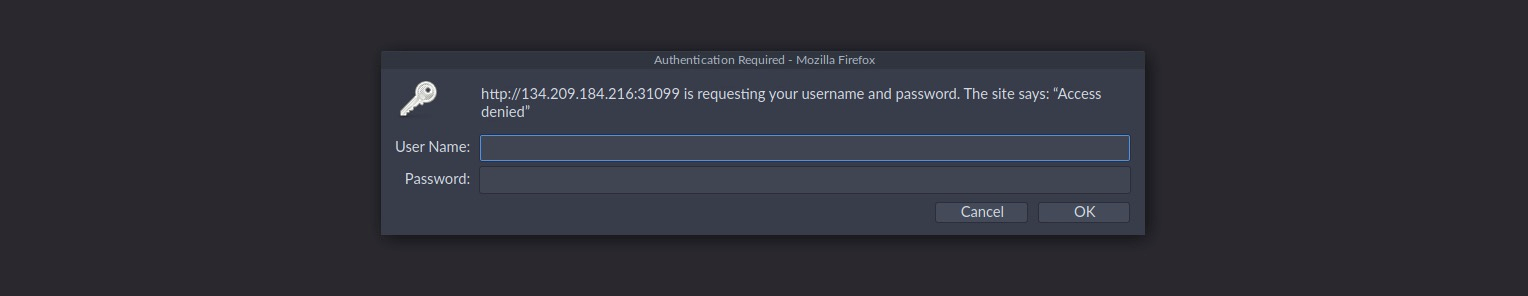 Authentication Required - Mozilla Firefox
http://134.209.184.216:31099 is requesting your username and password. The site says: “Access
denied”
User Name:
Password:
Cancel OK